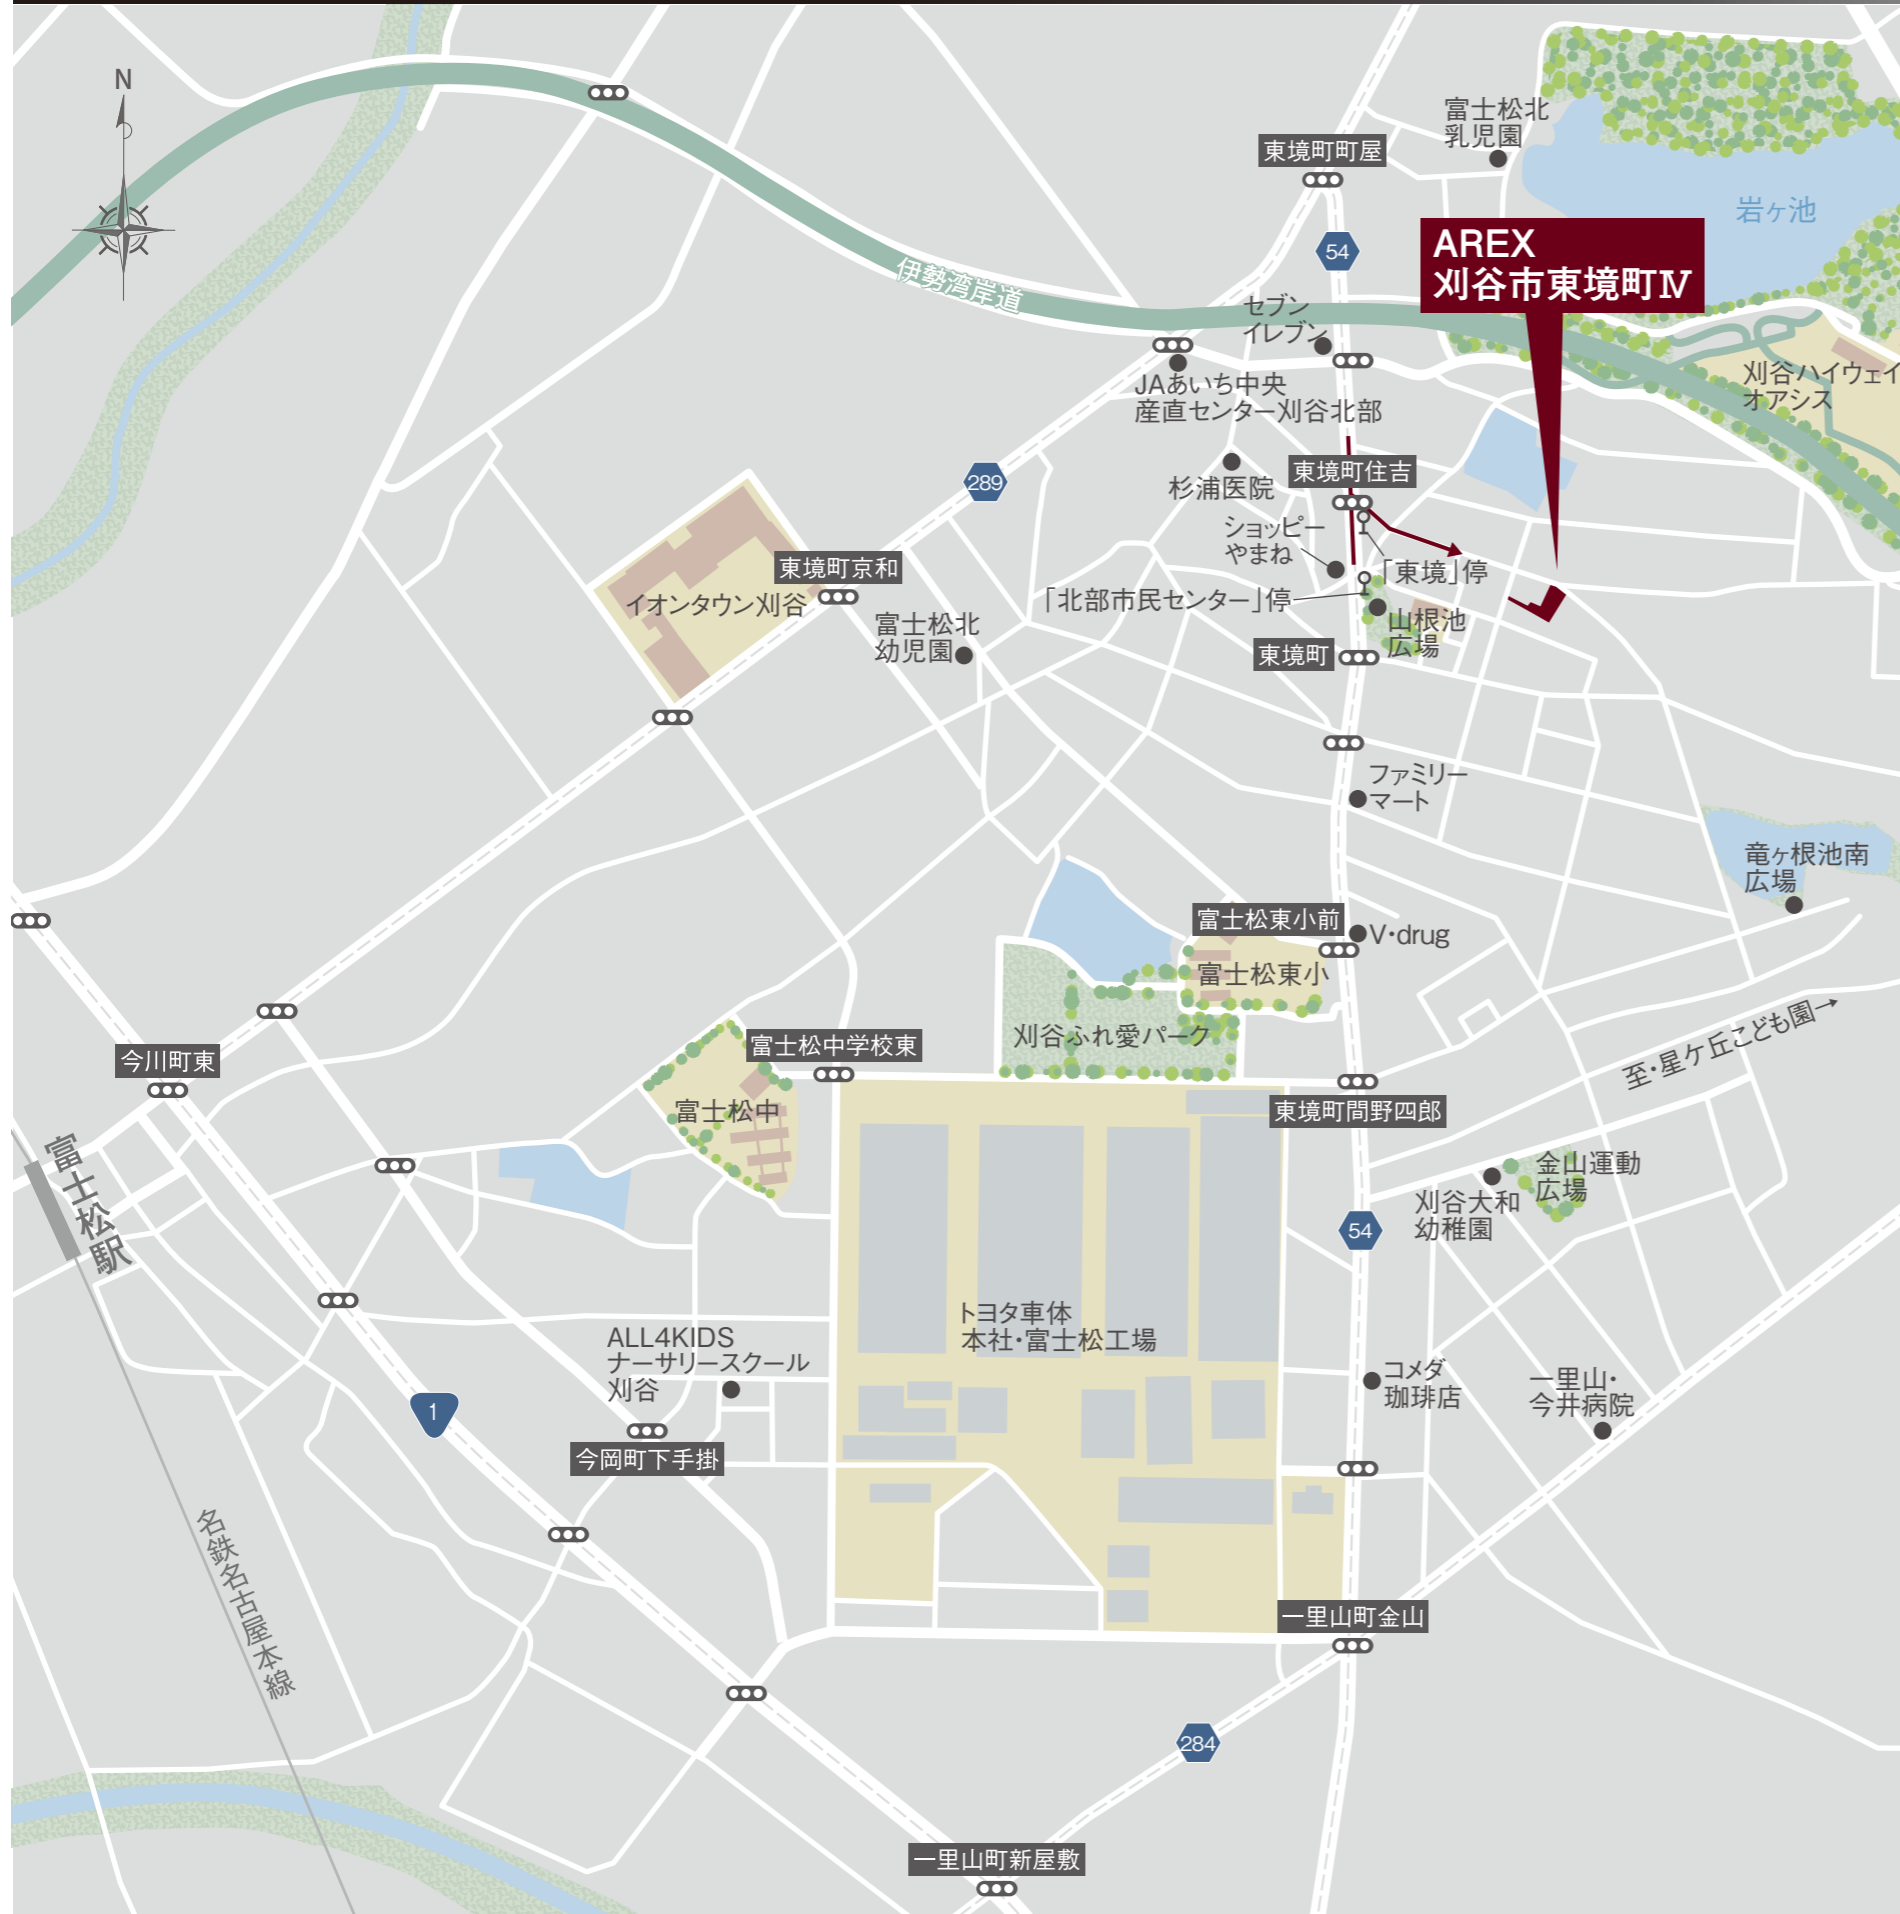 N
富士松北
乳児園
東境町町屋
岩ヶ池
54
AREX
刈谷市東境町Ⅳ
伊勢湾岸道
セブン
イレブン
刈谷ハイウェイ
オアシス
JAあいち中央
産直センター刈谷北部
289
杉浦医院
東境町住吉
ショッピー
やまね
「東境」停
東境町京和
イオンタウン刈谷
「北部市民センター」停
富士松北
幼児園
山根池
広場
東境町
ファミリー
マート
竜ヶ根池南
広場
富士松東小前
V・drug
富士松東小
刈谷ふれ愛パーク
至・星ケ丘こども園→
富士松中学校東
今川町東
富士松中
東境町間野四郎
富士松駅
金山運動
広場
刈谷大和
幼稚園
54
トヨタ車体
本社・富士松工場
ALL4KIDS
ナーサリースクール
刈谷
コメダ
珈琲店
一里山・
今井病院
1
今岡町下手掛
名鉄名古屋本線
一里山町金山
284
一里山町新屋敷